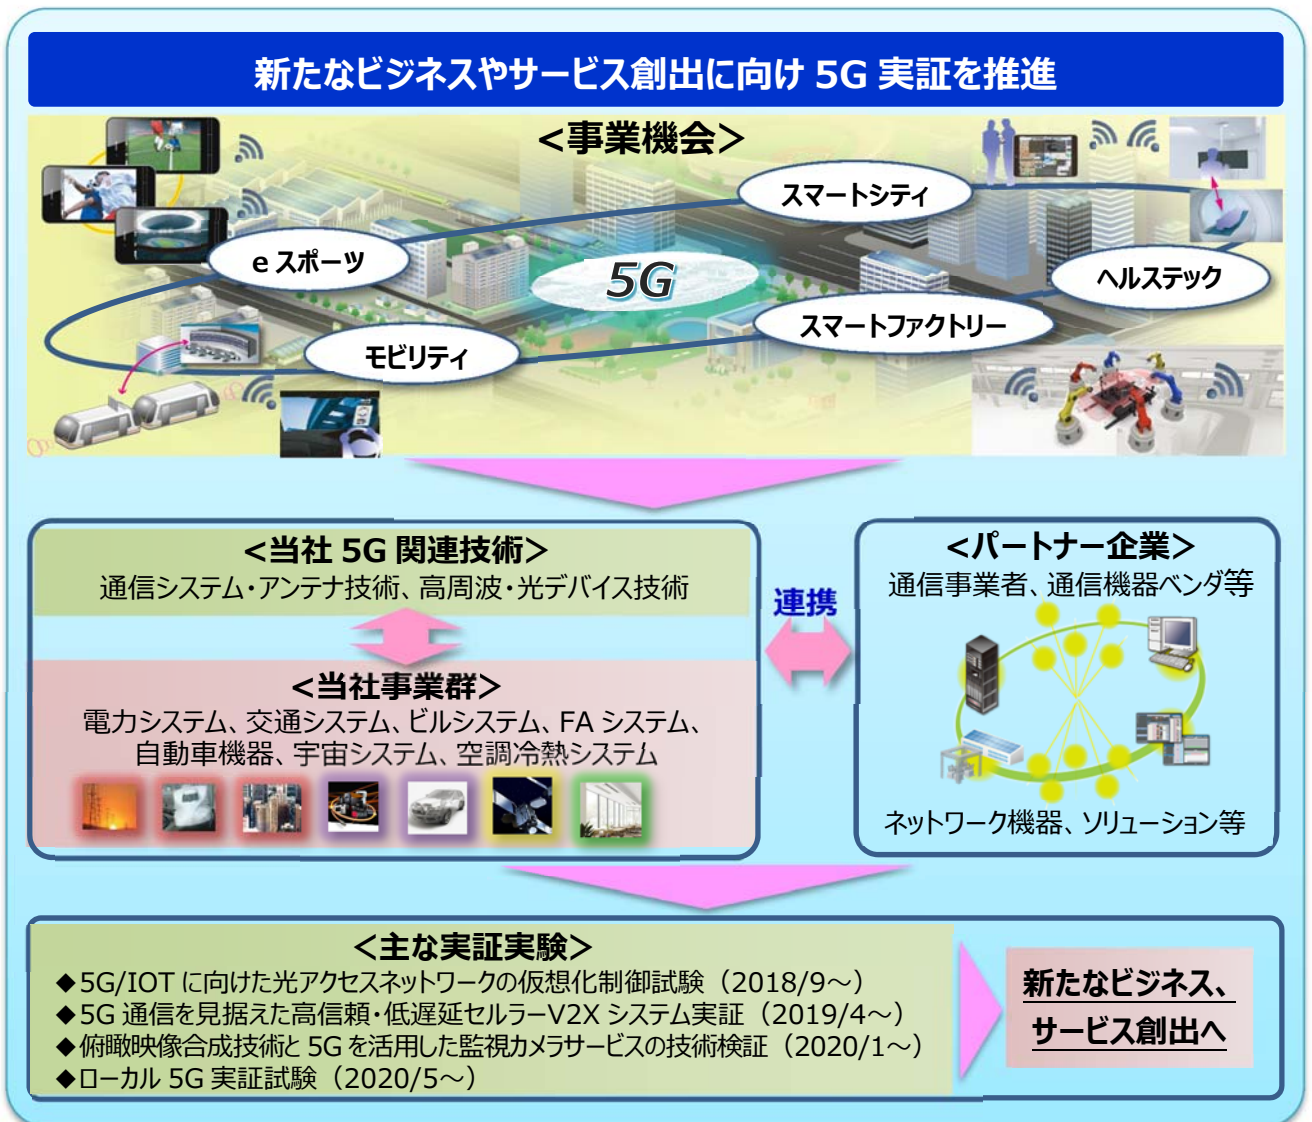 新たなビジネスやサービス創出に向け 5G 実証を推進
<事業機会>
スマートシティ
e スポーツ
5G
ヘルステック
スマートファクトリー
モビリティ
<当社 5G 関連技術>
通信システム・アンテナ技術、高周波・光デバイス技術
連携
<パートナー企業>
通信事業者、通信機器ベンダ等
<当社事業群>
電力システム、交通システム、ビルシステム、FA システム、
自動車機器、宇宙システム、空調冷熱システム
ネットワーク機器、ソリューション等
<主な実証実験>
◆5G/IOT に向けた光アクセスネットワークの仮想化制御試験（2018/9～）
◆5G 通信を見据えた高信頼・低遅延セルラーV2X システム実証（2019/4～）
◆俯瞰映像合成技術と 5G を活用した監視カメラサービスの技術検証（2020/1～）
◆ローカル 5G 実証試験（2020/5～）
新たなビジネス、
サービス創出へ